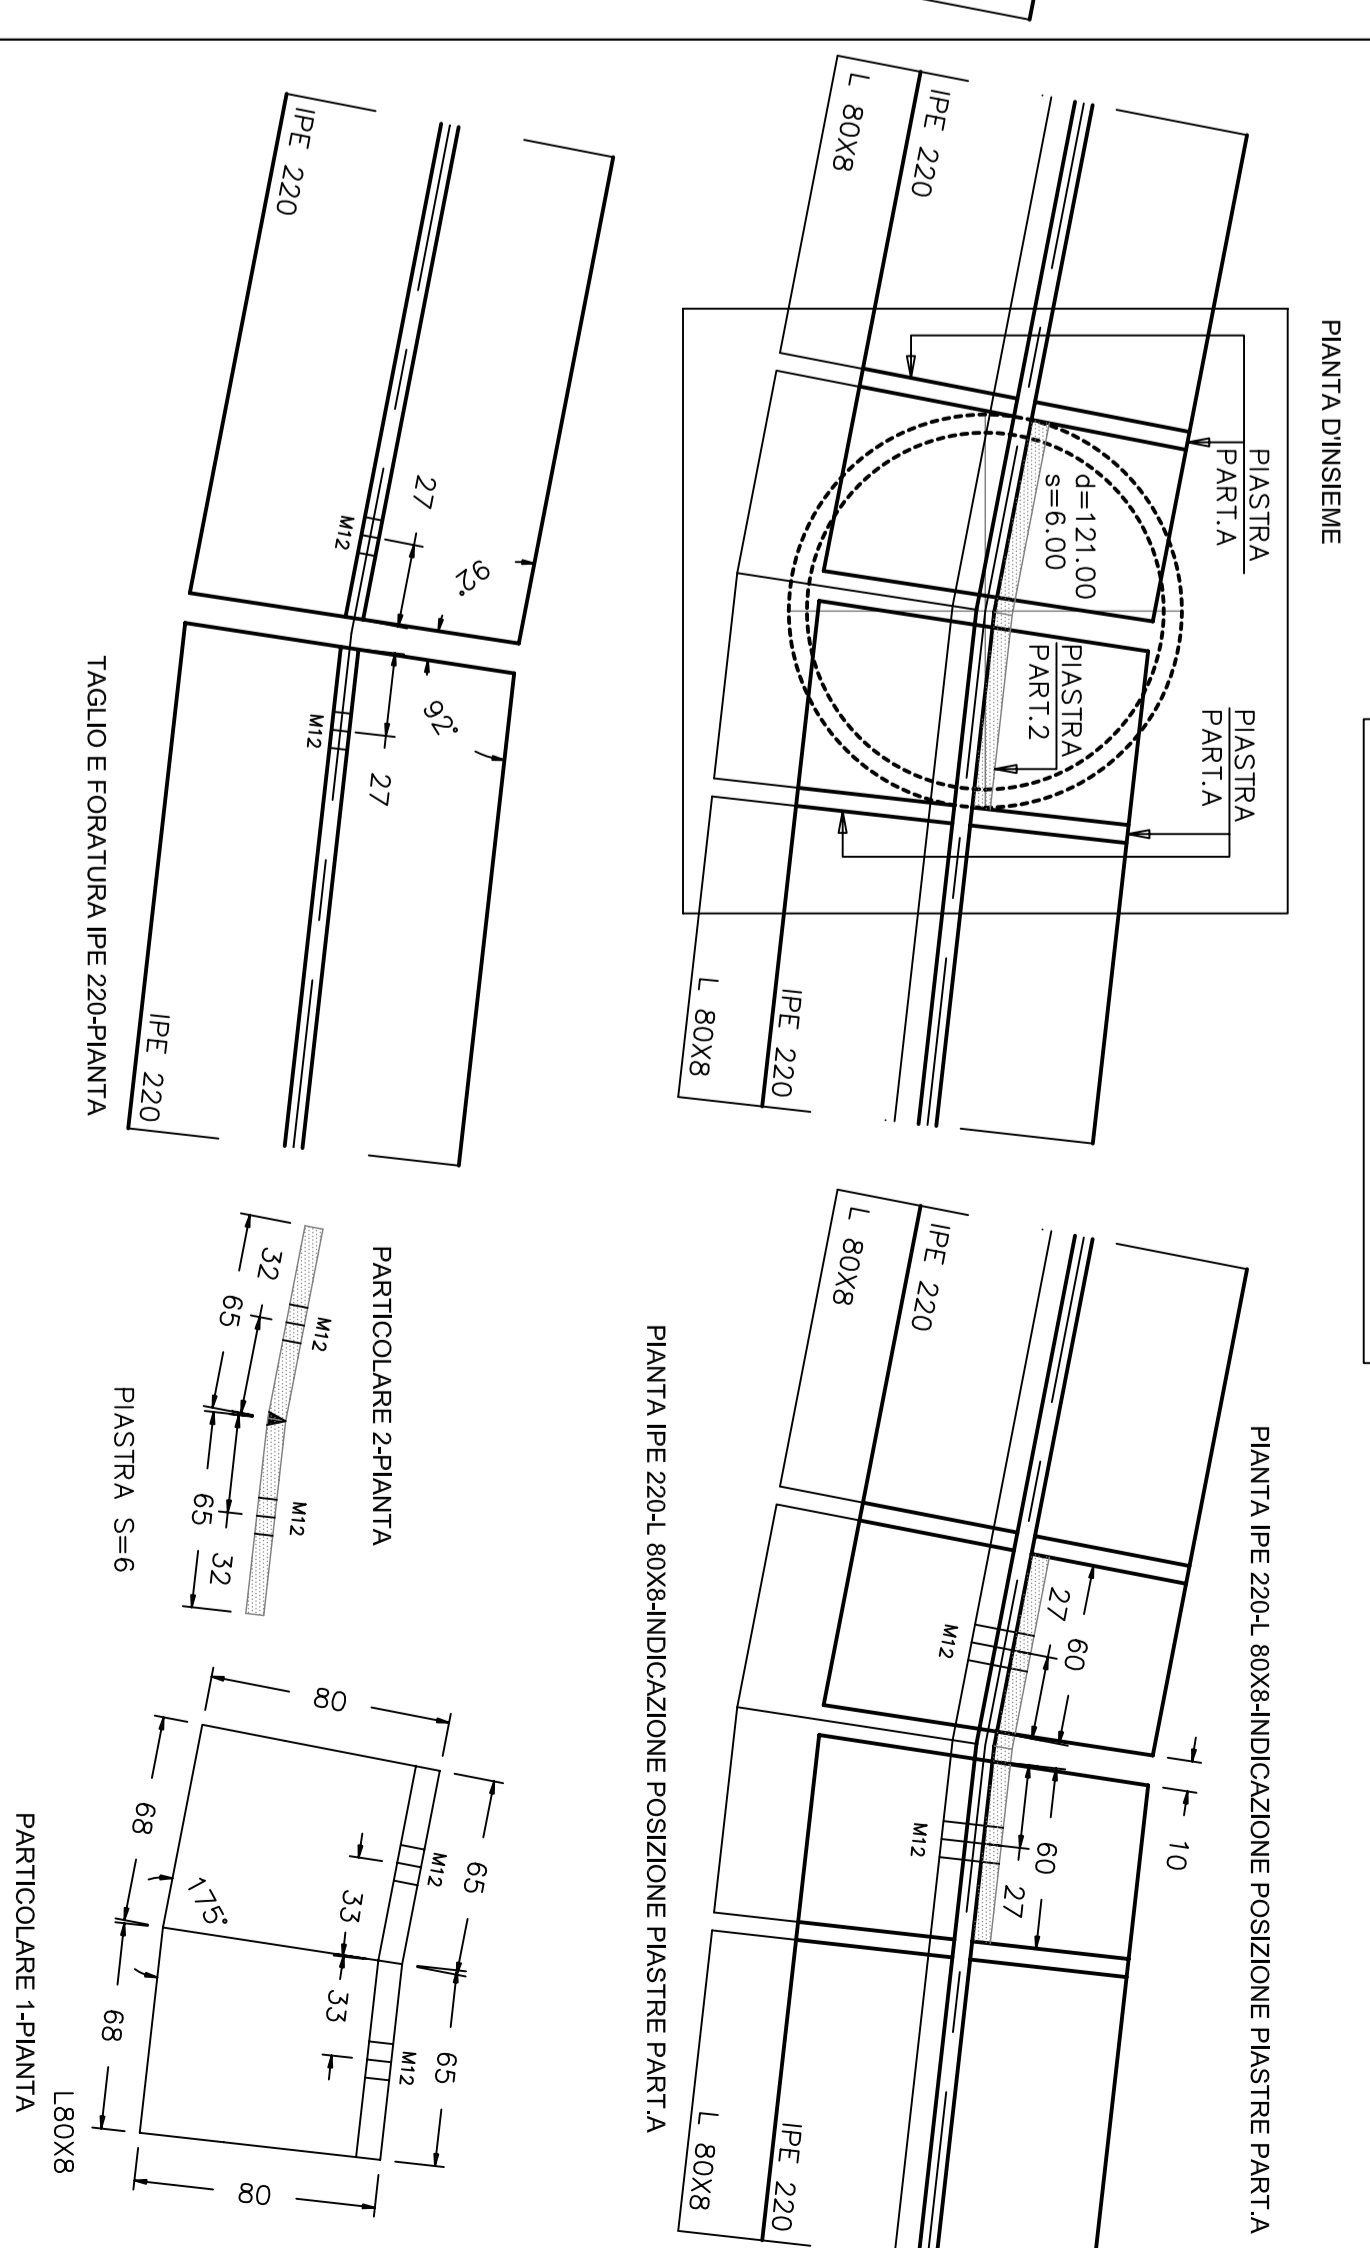 PIANTA D'INSIEME
IPE 220
L 80X8
PIASTRA
PART.A
d=121.00
s=6.00
PIASTRA
PART.2
PIASTRA
PART.A
IPE 220
L 80X8
IPE 220
27
M12
92°
92°
27
M12
IPE 220
TAGLIO E FORATURA IPE 220-PIANTA
PIANTA IPE 220-L 80X8-INDICAZIONE POSIZIONE PIASTRE PART.A
IPE 220
L 80X8
27
60
M12
10
60
27
M12
IPE 220
L 80X8
PIANTA IPE 220-L 80X8-INDICAZIONE POSIZIONE PIASTRE PART.A
PARTICOLARE 2-PIANTA
32
65
M12
M12
65
32
PIASTRA S=6
80
65
M12
33
68
175°
33
65
M12
68
80
L80X8
PARTICOLARE 1-PIANTA